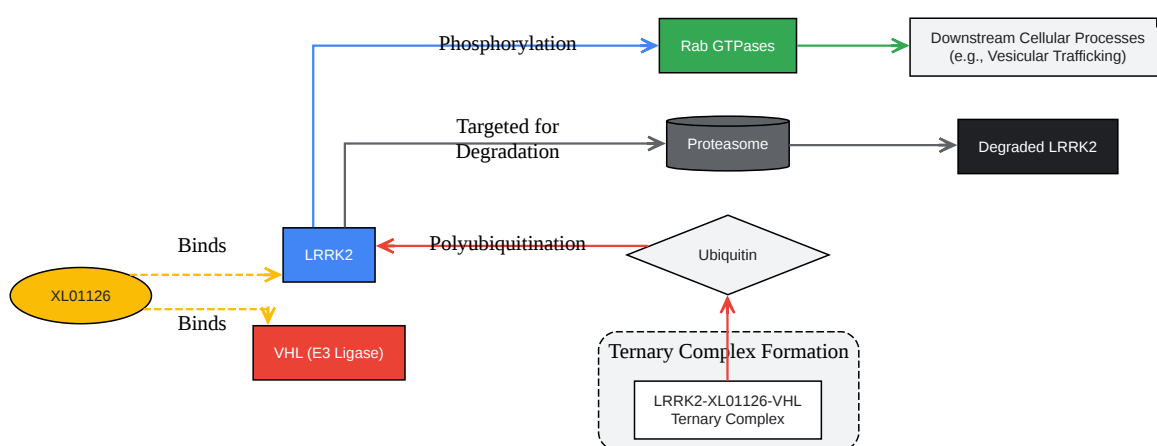 Phosphorylation
Rab GTPases
Downstream Cellular Processes
(e.g., Vesicular Trafficking)
Targeted for
Degradation
Proteasome
Degraded LRRK2
Binds
LRRK2
Polyubiquitination
Ubiquitin
XL01126
Binds
VHL (E3 Ligase)
Ternary Complex Formation
LRRK2-XL01126-VHL
Ternary Complex